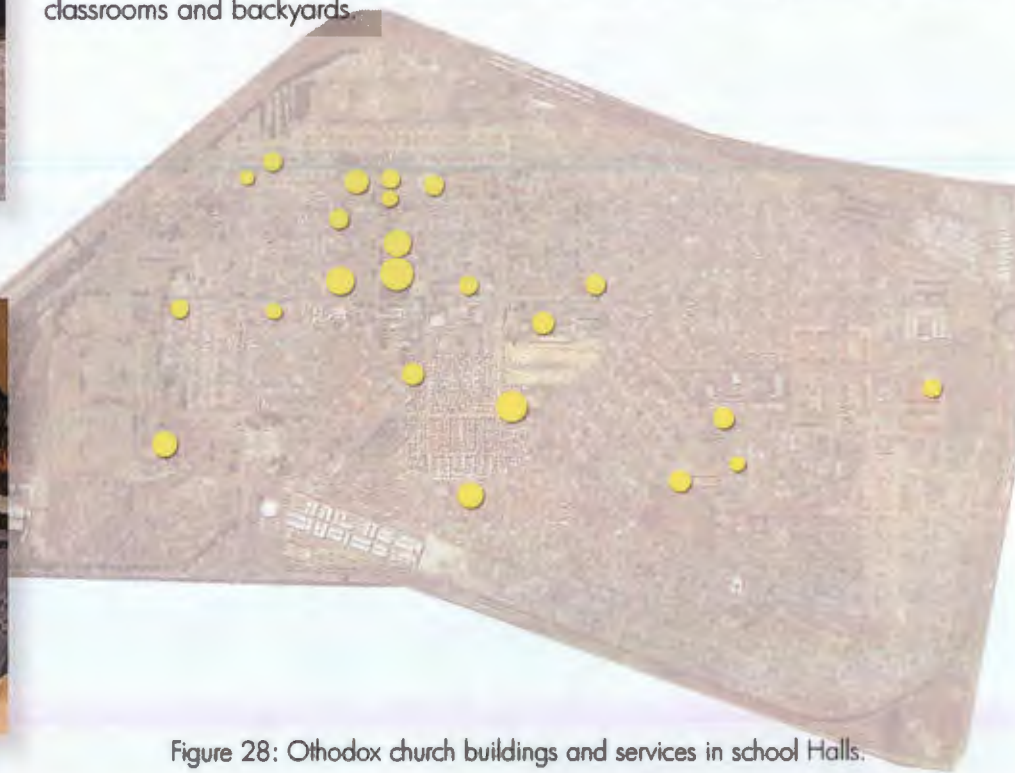 classrooms and backyards.
Figure 28: Othodox church buildings and services in school Halls.